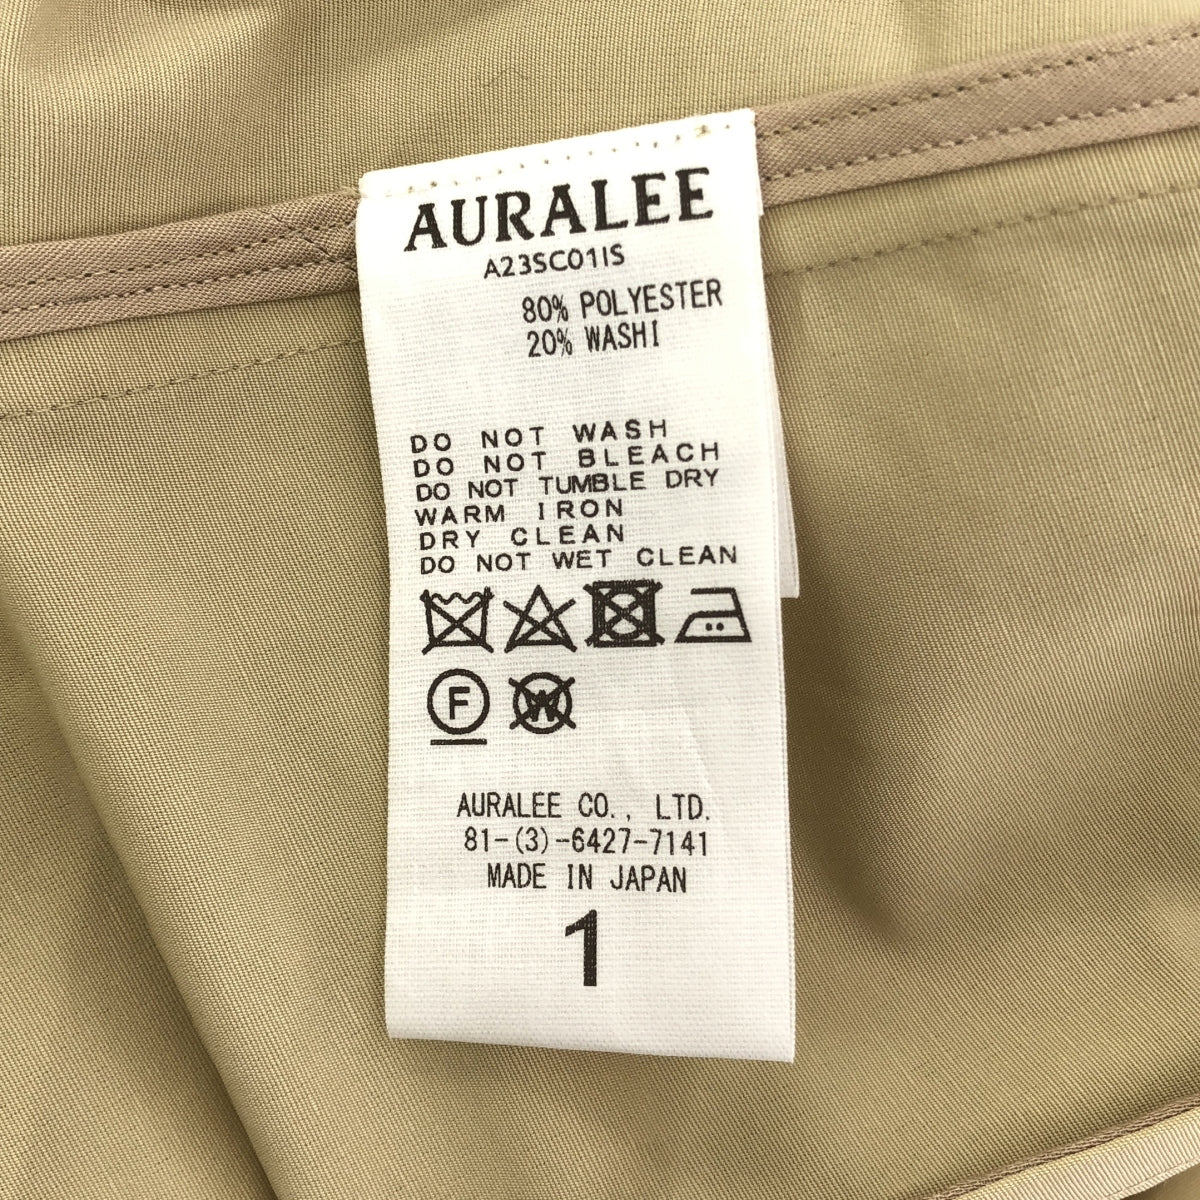 AURALEE
A23SC01IS
80% POLYESTER
20% WASHI
DO NOT WASH
DO NOT BLEACH
DO NOT TUMBLE DRY
WARM IRON
DRY CLEAN
DO NOT WET CLEAN
F W
AURALEE CO., LTD.
81-(3)-6427-7141
MADE IN JAPAN
1